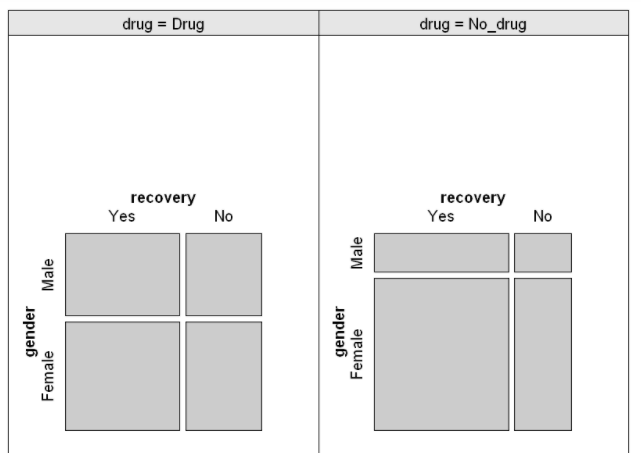 drug = Drug
recovery
Yes No
gender
Male
Female
drug = No_drug
recovery
Yes No
gender
Male
Female